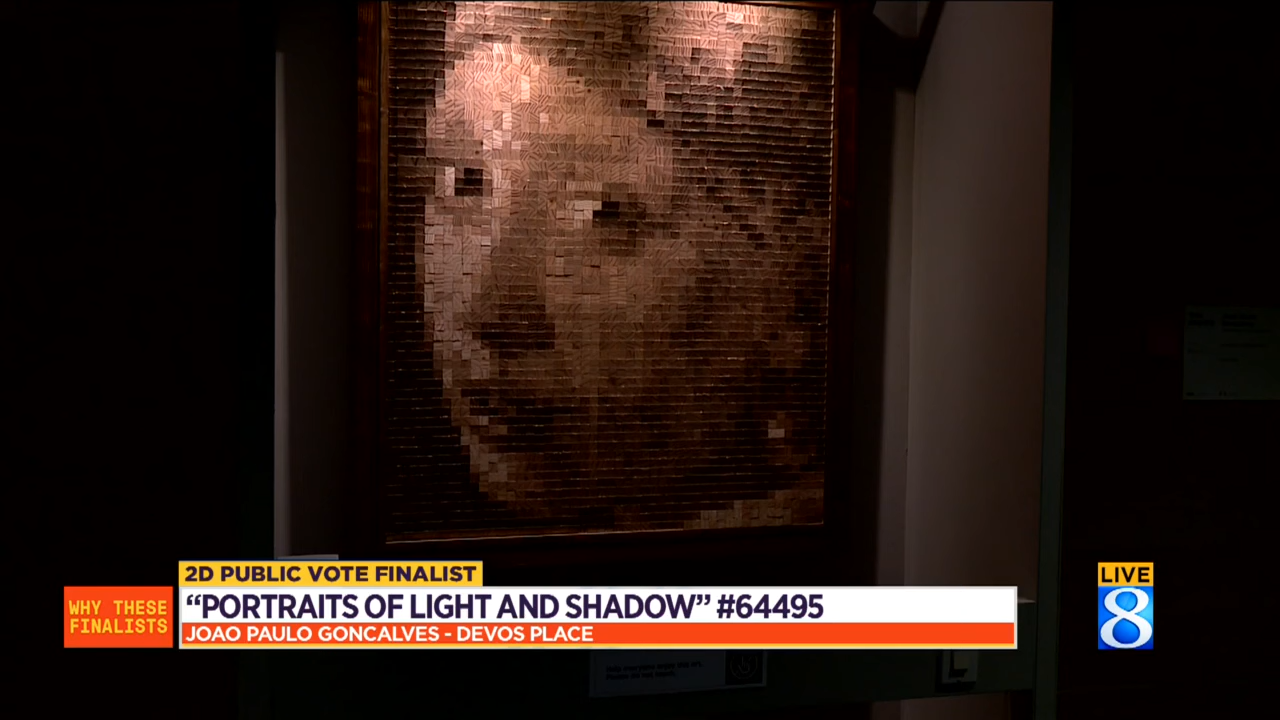 2D PUBLIC VOTE FINALIST
WHY THESE
FINALISTS
“PORTRAITS OF LIGHT AND SHADOW” #64495
JOAO PAULO GONCALVES - DEVOS PLACE
LIVE
8